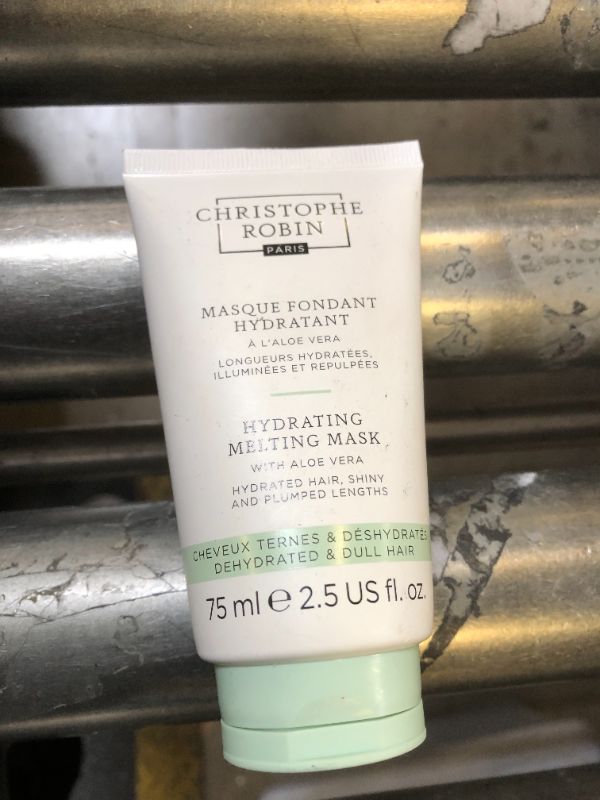 CHRISTOPHE
ROBIN
PARIS
MASQUE FONDANT
HYDRATANT
À L'ALOE VERA
LONGUEURS HYDRATÉES,
ILLUMINÉES ET REPULPÉES
HYDRATING
MELTING MASK
WITH ALOE VERA
HYDRATED HAIR, SHINY
AND PLUMPED LENGTHS
CHEVEUX TERNES & DÉSHYDRATÉS
DEHYDRATED & DULL HAIR
75 ml ℮ 2.5 US fl. oz.